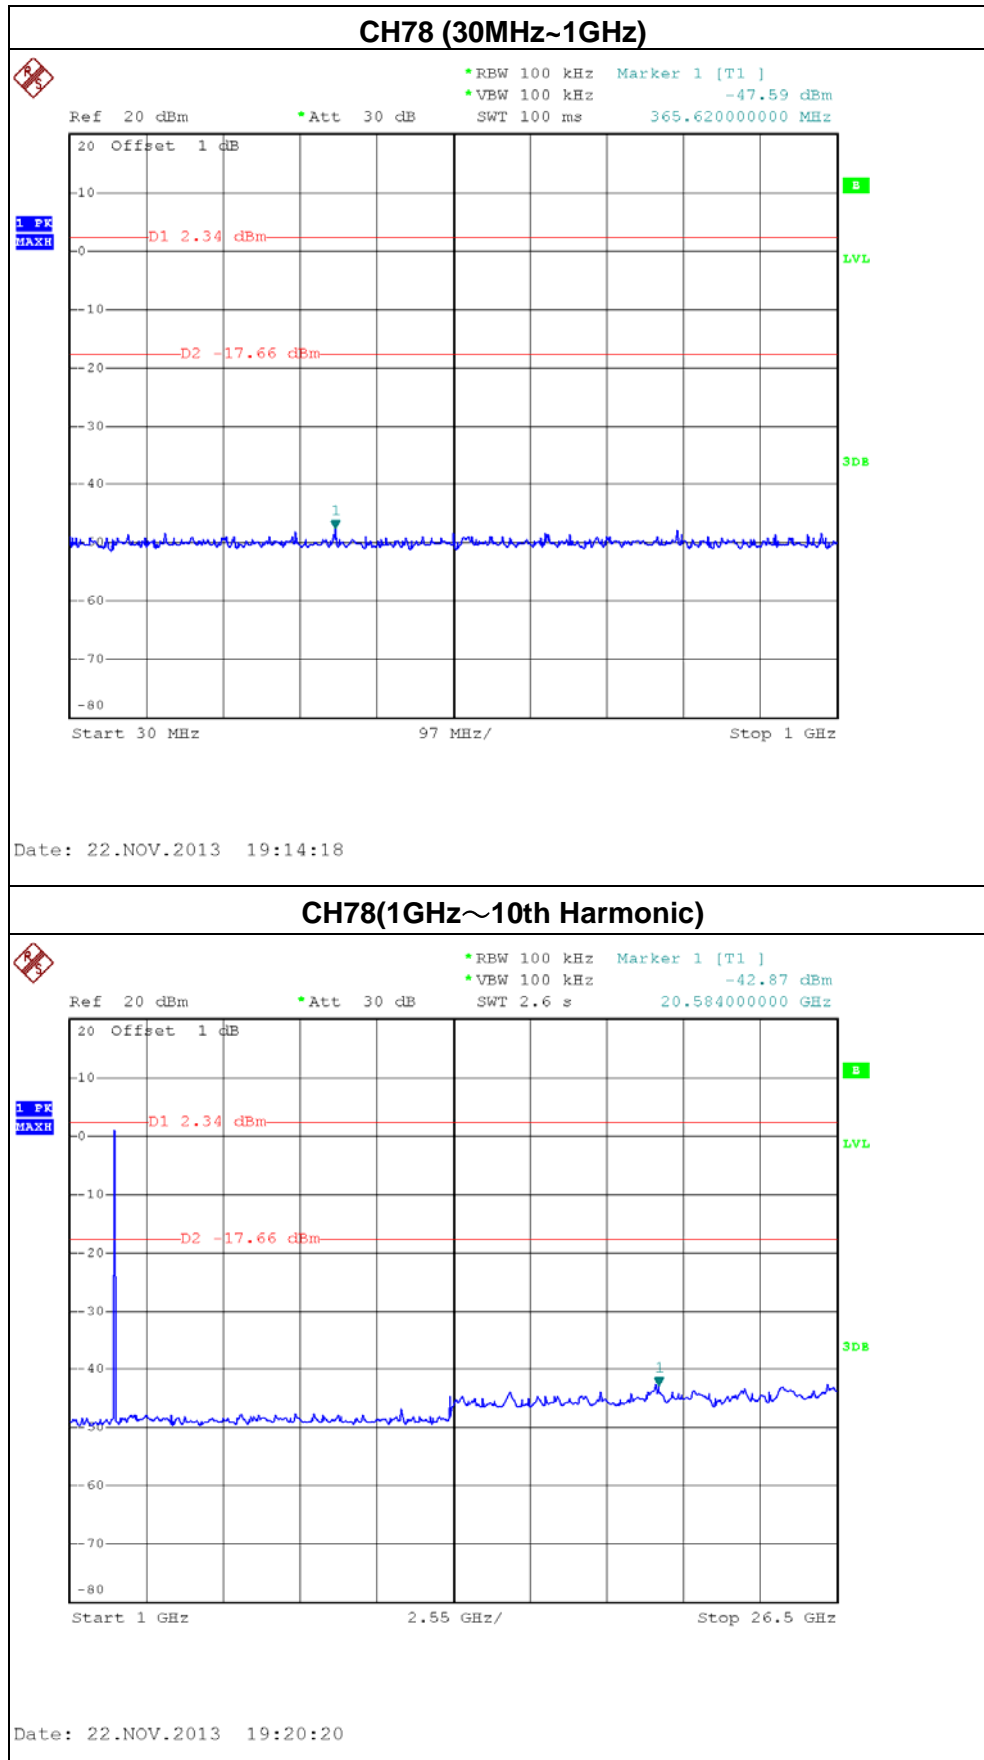 CH78 (30MHz~1GHz)
R S
*RBW 100 kHz Marker 1 [T1 ]
*VBW 100 kHz -47.59 dBm
Ref 20 dBm *Att 30 dB SWT 100 ms 365.620000000 MHz
20 Offset 1 dB
10
B
1 PK
MAXH
D1 2.34 dBm
0
LVL
-10
D2 -17.66 dBm
-20
-30
3DB
-40
1
-50
-60
-70
-80
Start 30 MHz 97 MHz/ Stop 1 GHz
Date: 22.NOV.2013 19:14:18
CH78(1GHz～10th Harmonic)
R S
*RBW 100 kHz Marker 1 [T1 ]
*VBW 100 kHz -42.87 dBm
Ref 20 dBm *Att 30 dB SWT 2.6 s 20.584000000 GHz
20 Offset 1 dB
10
B
1 PK
MAXH
D1 2.34 dBm
0
LVL
-10
D2 -17.66 dBm
-20
-30
3DB
-40
1
-50
-60
-70
-80
Start 1 GHz 2.55 GHz/ Stop 26.5 GHz
Date: 22.NOV.2013 19:20:20